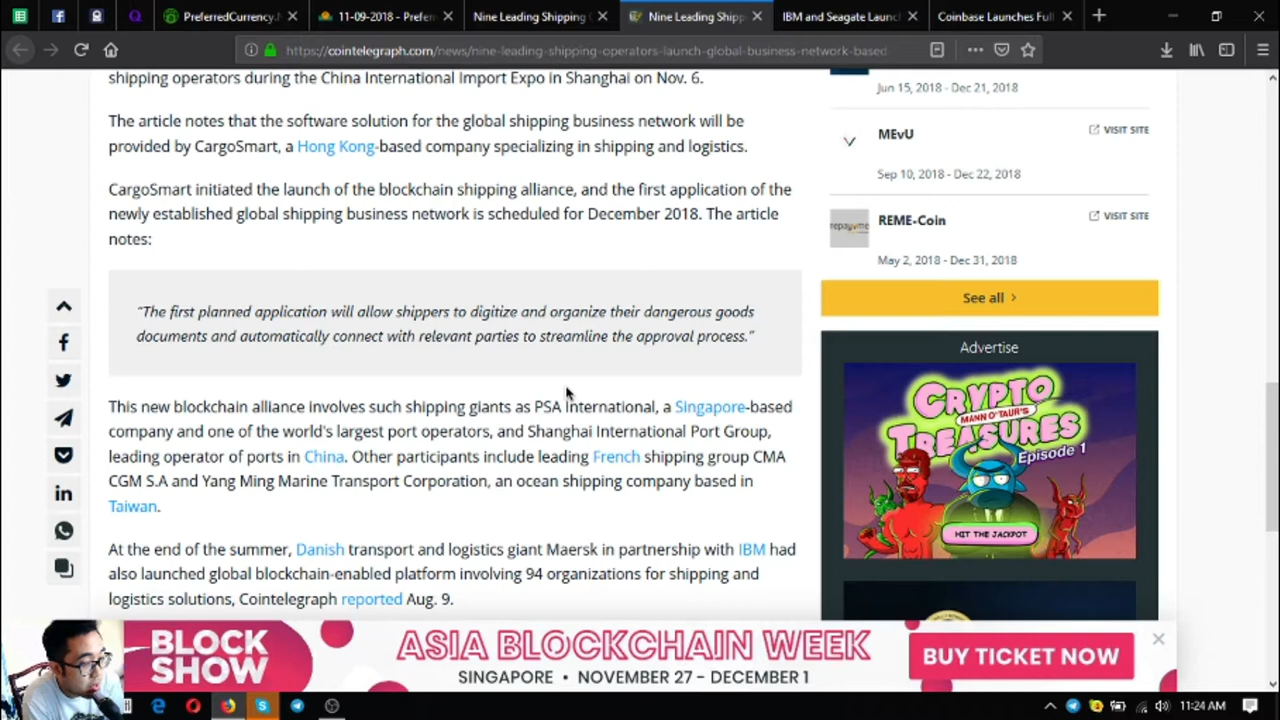 PreferredCurrency.
11-09-2018 - Prefer
Nine Leading Shipping
Nine Leading Shipp
IBM and Seagate Launc
Coinbase Launches Full
https://cointelegraph.com/news/nine-leading-shipping-operators-launch-global-business-network-based
shipping operators during the China International Import Expo in Shanghai on Nov. 6.
The article notes that the software solution for the global shipping business network will be
provided by CargoSmart, a Hong Kong-based company specializing in shipping and logistics.
CargoSmart initiated the launch of the blockchain shipping alliance, and the first application of the
newly established global shipping business network is scheduled for December 2018. The article
notes:
“The first planned application will allow shippers to digitize and organize their dangerous goods
documents and automatically connect with relevant parties to streamline the approval process.”
This new blockchain alliance involves such shipping giants as PSA International, a Singapore-based
company and one of the world's largest port operators, and Shanghai International Port Group,
leading operator of ports in China. Other participants include leading French shipping group CMA
CGM S.A and Yang Ming Marine Transport Corporation, an ocean shipping company based in
Taiwan.
At the end of the summer, Danish transport and logistics giant Maersk in partnership with IBM had
also launched global blockchain-enabled platform involving 94 organizations for shipping and
logistics solutions, Cointelegraph reported Aug. 9.
Jun 15, 2018 - Dec 21, 2018
MEvU
VISIT SITE
Sep 10, 2018 - Dec 22, 2018
repayme
REME-Coin
VISIT SITE
May 2, 2018 - Dec 31, 2018
See all
Advertise
CRYPTO
MANN O'TAUR'S
TREASURES
Episode 1
HIT THE JACKPOT
BLOCK
SHOW
ASIA BLOCKCHAIN WEEK
SINGAPORE • NOVEMBER 27 - DECEMBER 1
BUY TICKET NOW
11:24 AM